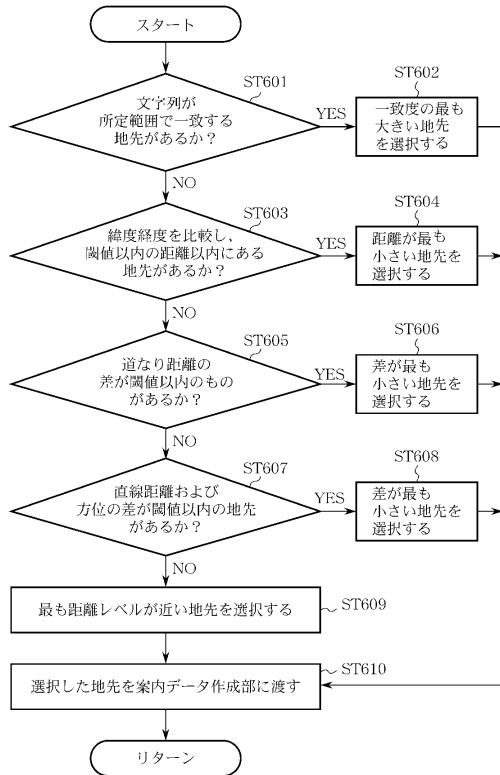 スタート
ST601
文字列が
所定範囲で一致する
地先があるか？
YES
ST602
一致度の最も
大きい地先
を選択する
NO
ST603
緯度経度を比較し、
閾値以内の距離以内にある
地先があるか？
YES
ST604
距離が最も
小さい地先を
選択する
NO
ST605
道なり距離の
差が閾値以内のもの
があるか？
YES
ST606
差が最も
小さい地先を
選択する
NO
ST607
直線距離および
方位の差が閾値以内の地先
があるか？
YES
ST608
差が最も
小さい地先を
選択する
NO
最も距離レベルが近い地先を選択する
ST609
選択した地先を案内データ作成部に渡す
ST610
リターン